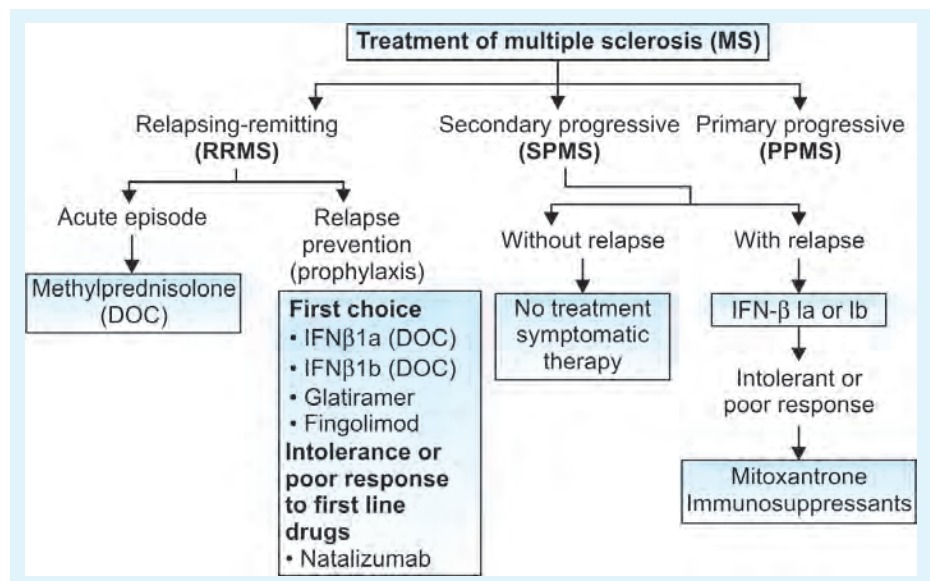 Treatment of multiple sclerosis (MS)
Relapsing-remitting
(RRMS)
Secondary progressive
(SPMS)
Primary progressive
(PPMS)
Acute episode
Methylprednisolone
(DOC)
Relapse
prevention
(prophylaxis)
First choice
• IFNβ1a (DOC)
• IFNβ1b (DOC)
• Glatiramer
• Fingolimod
Intolerance or
poor response
to first line
drugs
• Natalizumab
Without relapse
No treatment
symptomatic
therapy
With relapse
IFN-β Ia or Ib
Intolerant or
poor response
Mitoxantrone
Immunosuppressants